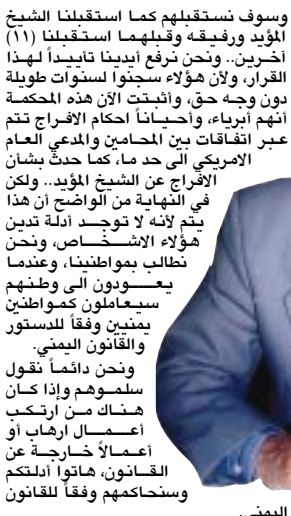 وسوف نستقبلهم كما استقبلنا الشيخ
المؤيد ورفيقه وقبلهما استقبلنا (١١)
آخرين.. ونحن نرفع أيدينا تأييداً لهذا
القرار، ولأن هؤلاء سجنوا لسنوات طويلة
دون وجه حق، وأثبتت الآن هذه المحكمة
أنهم أبرياء، وأحياناً احكام الافراج تتم
عبر اتفاقات بين المحامين والمدعي العام
الامريكي الى حد ما، كما حدث بشأن
الافراج عن الشيخ المؤيد.. ولكن
في النهاية من الواضح أن هذا
يتم لأنه لا توجد أدلة تدين
هؤلاء الاشخاص، ونحن
نطالب بمواطنينا، وعندما
يعودون الى وطنهم
سيعاملون كمواطنين
يمنيين وفقاً للدستور
والقانون اليمني.
ونحن دائماً نقول
سلموهم وإذا كان
هناك من ارتكب
أعمال ارهاب أو
أعمالاً خارجة عن
القانون، هاتوا أدلتكم
وسنحاكمهم وفقاً للقانون
اليمني.